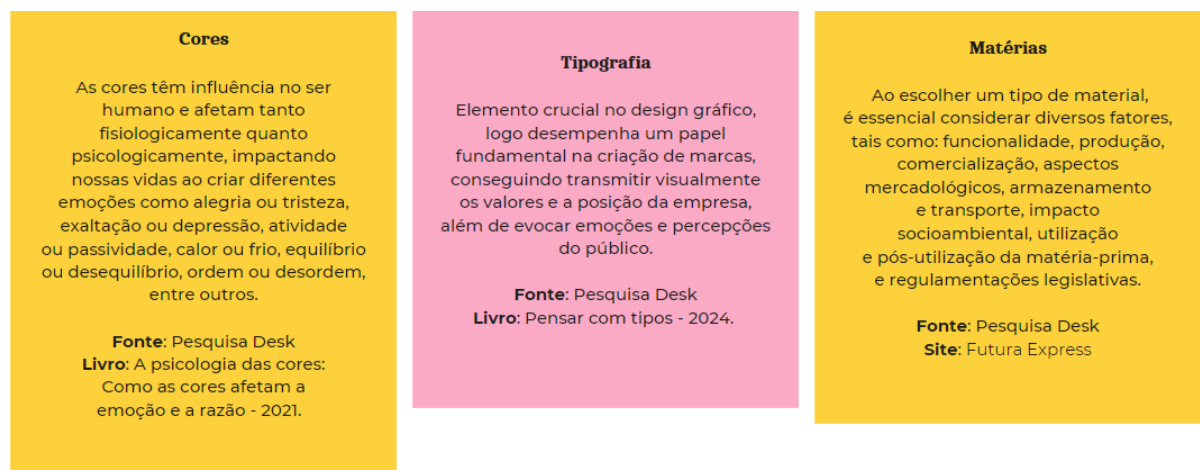 Cores
As cores têm influência no ser
humano e afetam tanto
fisiologicamente quanto
psicologicamente, impactando
nossas vidas ao criar diferentes
emoções como alegria ou tristeza,
exaltação ou depressão, atividade
ou passividade, calor ou frio, equilíbrio
ou desequilíbrio, ordem ou desordem,
entre outros.
Fonte: Pesquisa Desk
Livro: A psicologia das cores:
Como as cores afetam a
emoção e a razão - 2021.
Tipografia
Elemento crucial no design gráfico,
logo desempenha um papel
fundamental na criação de marcas,
conseguindo transmitir visualmente
os valores e a posição da empresa,
além de evocar emoções e percepções
do público.
Fonte: Pesquisa Desk
Livro: Pensar com tipos - 2024.
Matérias
Ao escolher um tipo de material,
é essencial considerar diversos fatores,
tais como: funcionalidade, produção,
comercialização, aspectos
mercadológicos, armazenamento
e transporte, impacto
socioambiental, utilização
e pós-utilização da matéria-prima,
e regulamentações legislativas.
Fonte: Pesquisa Desk
Site: Futura Express